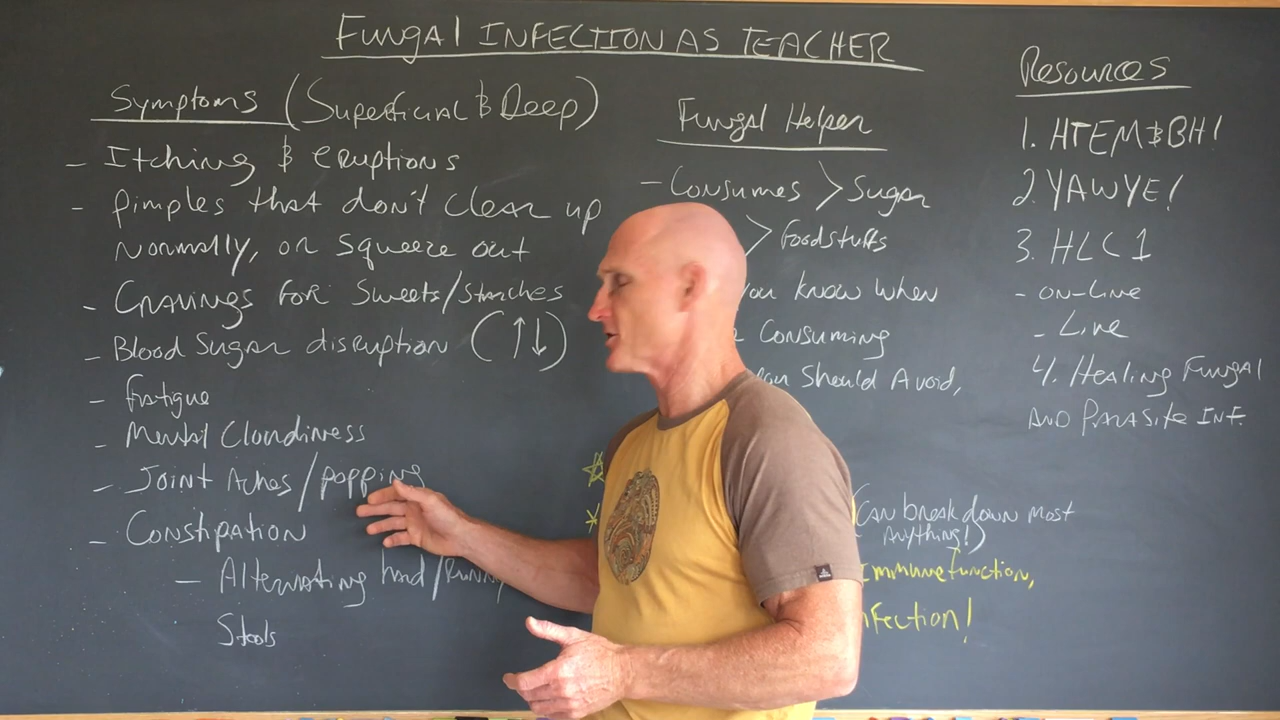 FUNGAL INFECTION AS TEACHER
Symptoms (Superficial & Deep)
- Itching & eruptions
- Pimples that don't clear up
normally, or squeeze out
- Cravings for Sweets/Starches
- Blood Sugar disruption (↑↓)
- fatigue
- Mental Cloudiness
- Joint Aches/popping
- Constipation
- Alternating hard/
Stools
Fungal Helper
- Consumes > Sugar
> foodstuffs
you know when
Consuming
you Should Avoid,
(Can break down most
Anything!)
Immune function,
nfection!
Resources
1. HTEM&BH!
2. YAWYE!
3. HLC 1
- ON-Line
- Live
4. Healing Fungal
AND PARASite INF.